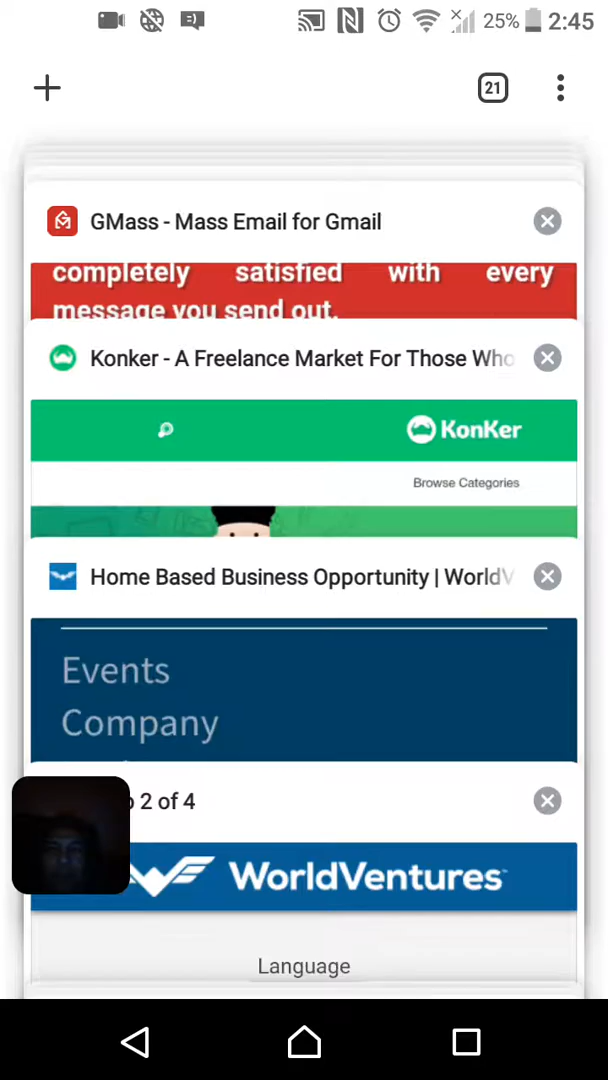 25% 2:45
21
GMass - Mass Email for Gmail
completely satisfied with every
message you send out.
Konker - A Freelance Market For Those Who
KonKer
Browse Categories
Home Based Business Opportunity | WorldV
Events
Company
2 of 4
WorldVentures
Language